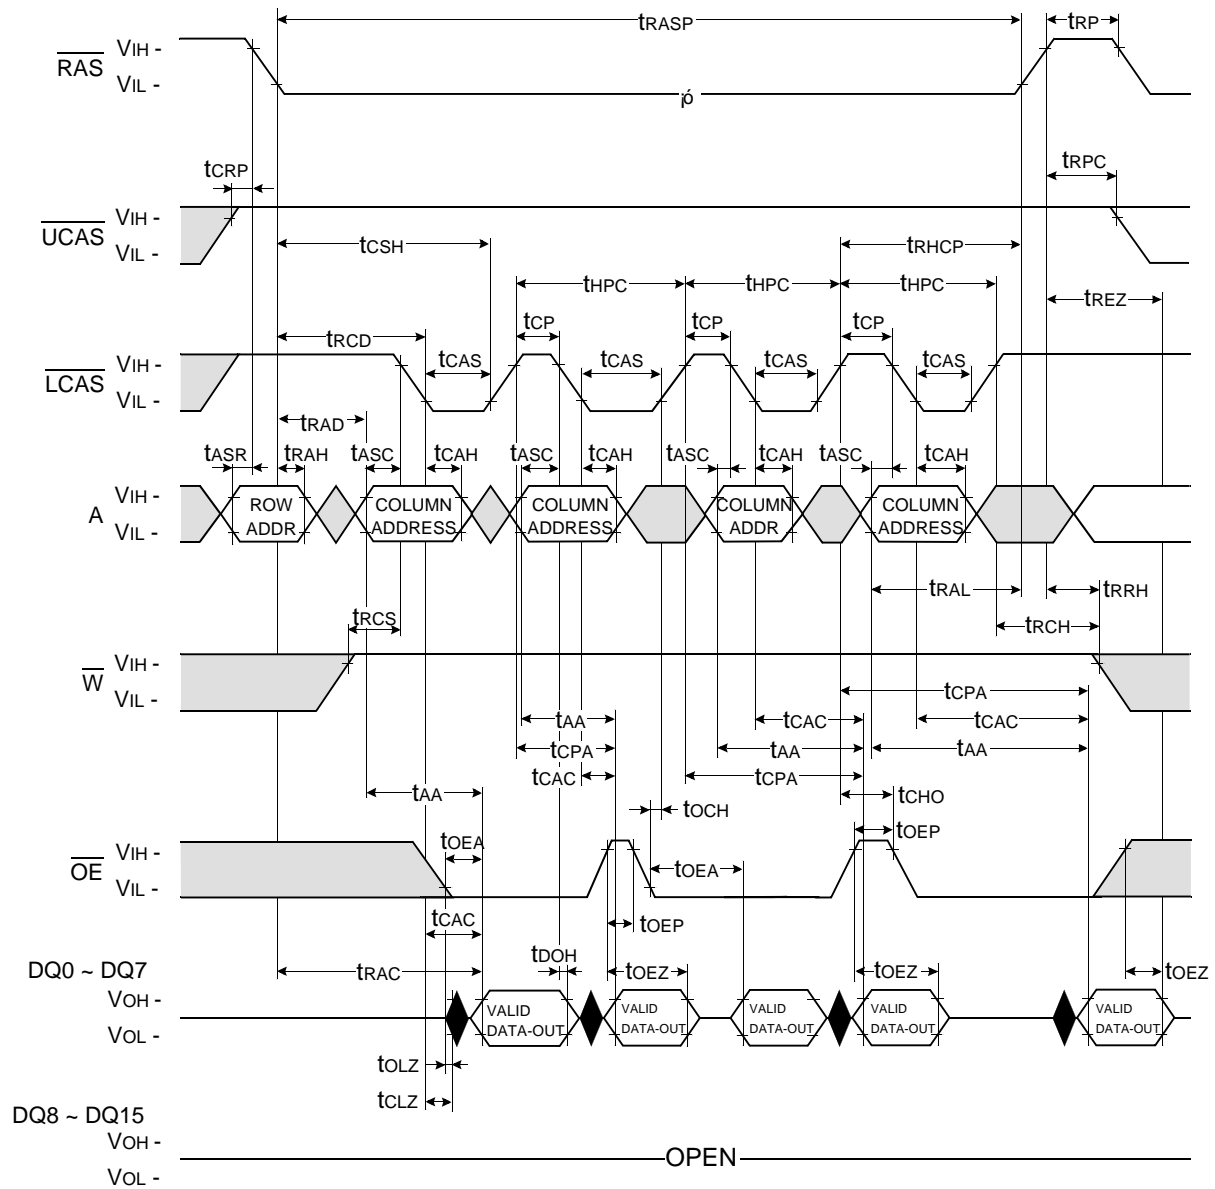 tRASP
tRP
RAS
VIH -
VIL -
¡ó
tCRP
tRPC
UCAS
VIH -
VIL -
tCSH
tRHCP
tHPC
tHPC
tHPC
tREZ
tRCD
tCP
tCP
tCP
LCAS
VIH -
VIL -
tCAS
tCAS
tCAS
tCAS
tRAD
tASR
tRAH
tASC
tCAH
tASC
tCAH
tASC
tCAH
tASC
tCAH
A
VIH -
VIL -
ROW
ADDR
COLUMN
ADDRESS
COLUMN
ADDRESS
COLUMN
ADDR
COLUMN
ADDRESS
tRAL
tRRH
tRCS
tRCH
W
VIH -
VIL -
tCPA
tAA
tCAC
tCAC
tCPA
tAA
tAA
tCAC
tCPA
tAA
tOCH
tCHO
tOEA
tOEP
OE
VIH -
VIL -
tOEA
tCAC
tOEP
tDOH
DQ0 ~ DQ7
tRAC
tOEZ
tOEZ
tOEZ
VOH -
VOL -
VALID
DATA-OUT
VALID
DATA-OUT
VALID
DATA-OUT
VALID
DATA-OUT
VALID
DATA-OUT
tOLZ
tCLZ
DQ8 ~ DQ15
VOH -
VOL -
OPEN